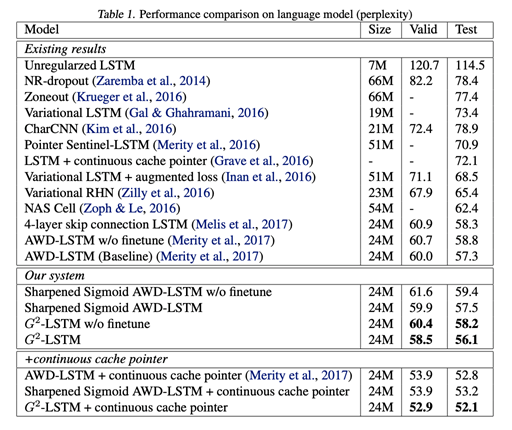 Table 1. Performance comparison on language model (perplexity)
Model Size Valid Test
Existing results
Unregularized LSTM 7M 120.7 114.5
NR-dropout (Zaremba et al., 2014) 66M 82.2 78.4
Zoneout (Krueger et al., 2016) 66M - 77.4
Variational LSTM (Gal & Ghahramani, 2016) 19M - 73.4
CharCNN (Kim et al., 2016) 21M 72.4 78.9
Pointer Sentinel-LSTM (Merity et al., 2016) 51M - 70.9
LSTM + continuous cache pointer (Grave et al., 2016) - - 72.1
Variational LSTM + augmented loss (Inan et al., 2016) 51M 71.1 68.5
Variational RHN (Zilly et al., 2016) 23M 67.9 65.4
NAS Cell (Zoph & Le, 2016) 54M - 62.4
4-layer skip connection LSTM (Melis et al., 2017) 24M 60.9 58.3
AWD-LSTM w/o finetune (Merity et al., 2017) 24M 60.7 58.8
AWD-LSTM (Baseline) (Merity et al., 2017) 24M 60.0 57.3
Our system
Sharpened Sigmoid AWD-LSTM w/o finetune 24M 61.6 59.4
Sharpened Sigmoid AWD-LSTM 24M 59.9 57.5
G²-LSTM w/o finetune 24M 60.4 58.2
G²-LSTM 24M 58.5 56.1
+continuous cache pointer
AWD-LSTM + continuous cache pointer (Merity et al., 2017) 24M 53.9 52.8
Sharpened Sigmoid AWD-LSTM + continuous cache pointer 24M 53.9 53.2
G²-LSTM + continuous cache pointer 24M 52.9 52.1